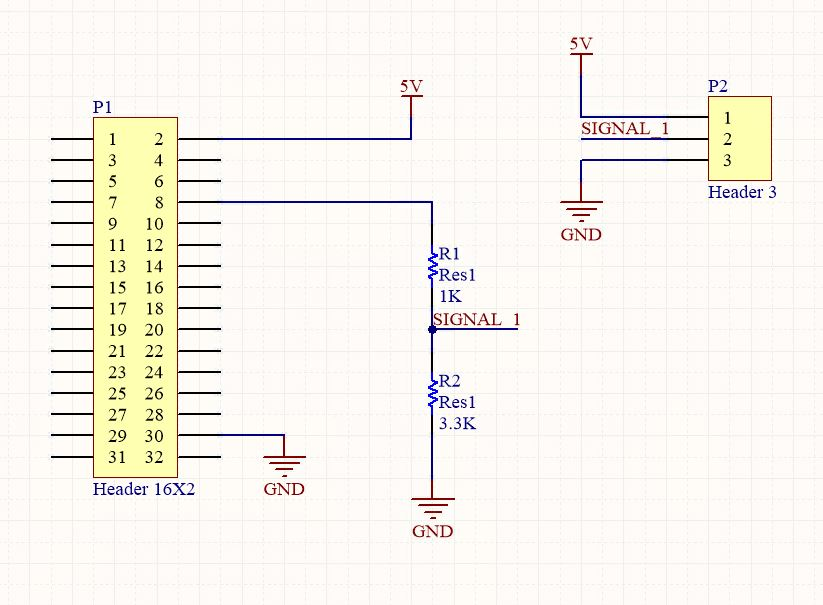 P1
1 2
3 4
5 6
7 8
9 10
11 12
13 14
15 16
17 18
19 20
21 22
23 24
25 26
27 28
29 30
31 32
Header 16X2
5V
R1
Res1
1K
SIGNAL_1
R2
Res1
3.3K
GND
GND
5V
P2
SIGNAL_1
1
2
3
Header 3
GND